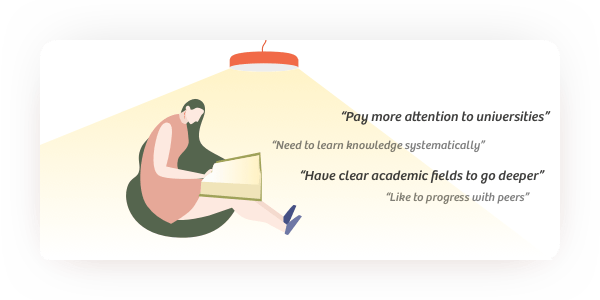 “Pay more attention to universities”
“Need to learn knowledge systematically”
“Have clear academic fields to go deeper”
“Like to progress with peers”